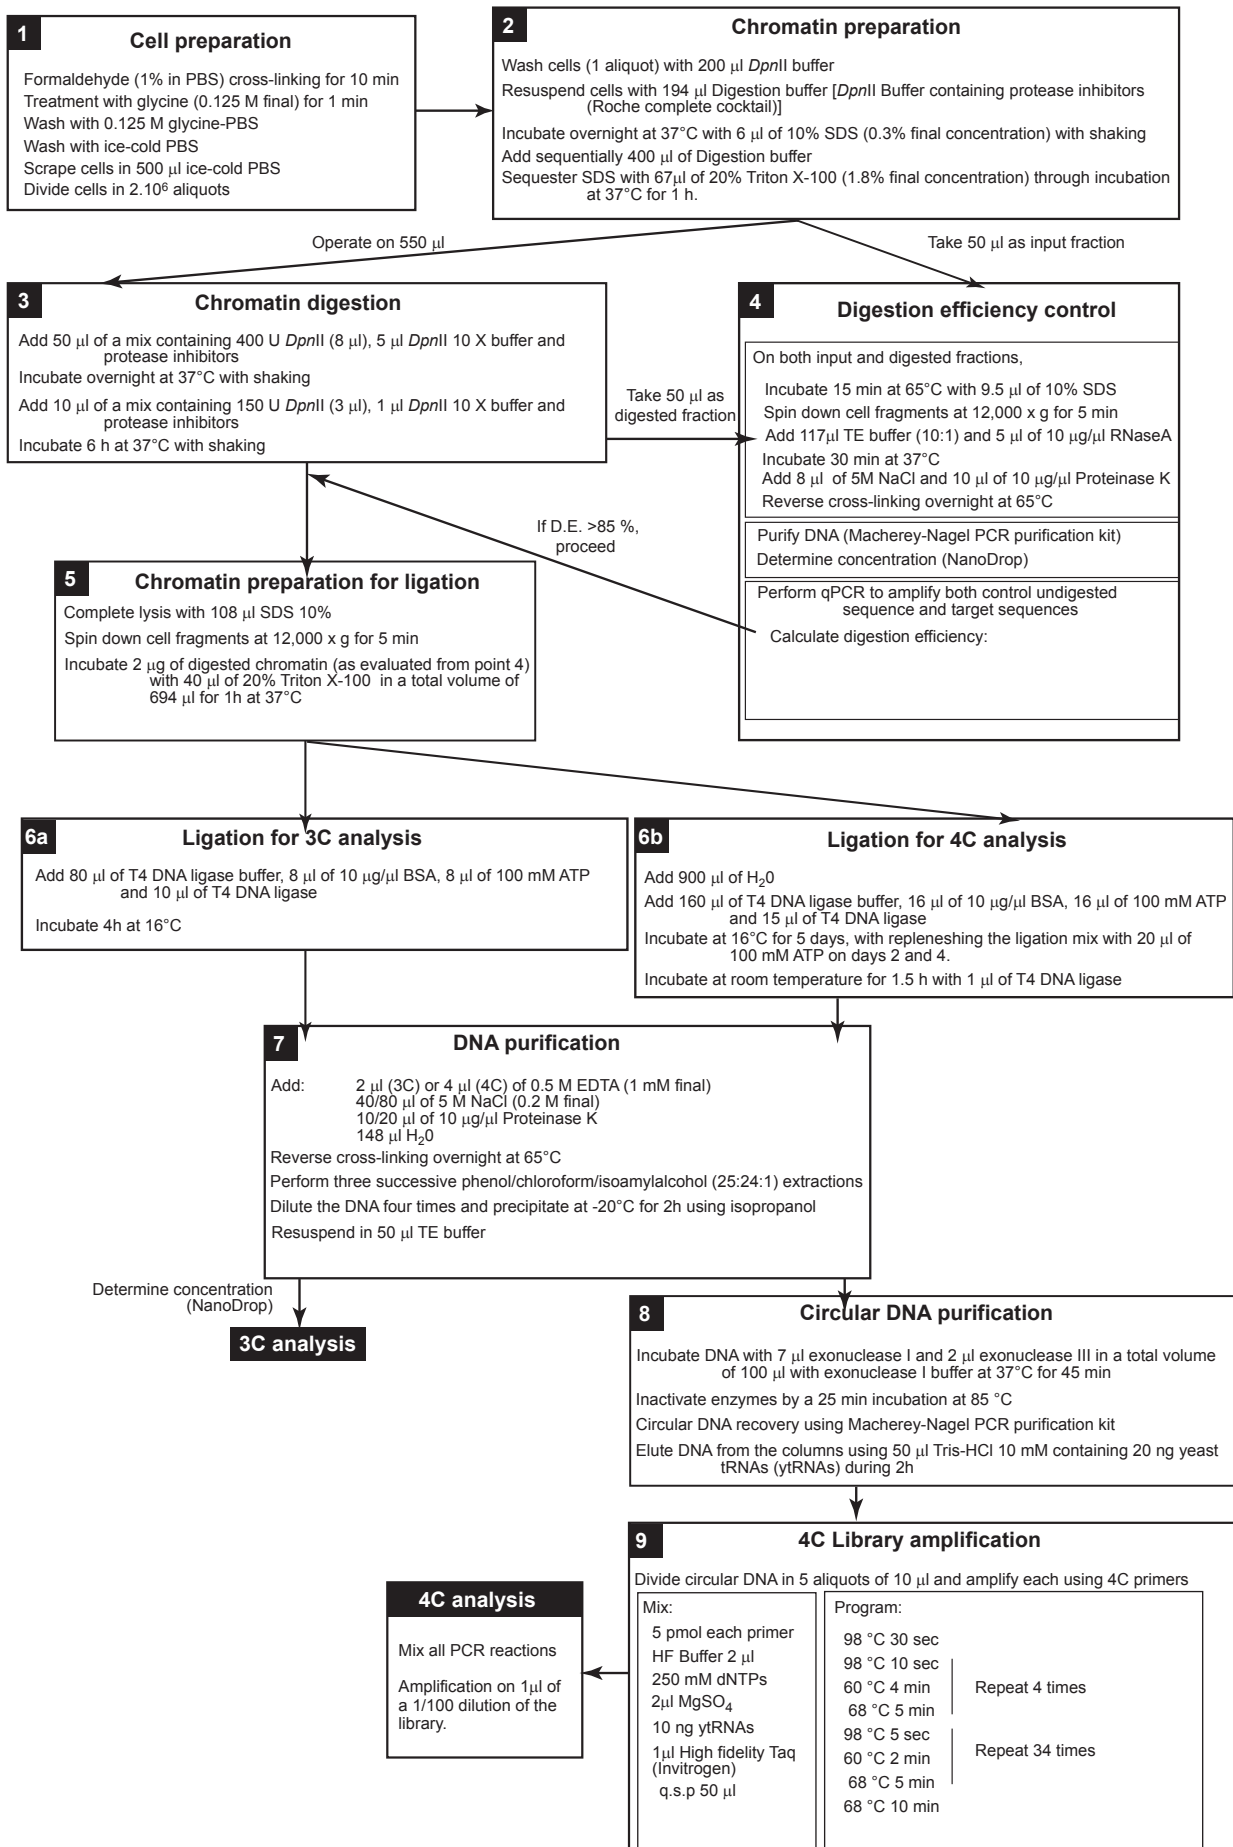 1
Cell preparation
Formaldehyde (1% in PBS) cross-linking for 10 min
Treatment with glycine (0.125 M final) for 1 min
Wash with 0.125 M glycine-PBS
Wash with ice-cold PBS
Scrape cells in 500 µl ice-cold PBS
Divide cells in 2.10⁶ aliquots
2
Chromatin preparation
Wash cells (1 aliquot) with 200 µl DpnII buffer
Resuspend cells with 194 µl Digestion buffer [DpnII Buffer containing protease inhibitors
(Roche complete cocktail)]
Incubate overnight at 37°C with 6 µl of 10% SDS (0.3% final concentration) with shaking
Add sequentially 400 µl of Digestion buffer
Sequester SDS with 67µl of 20% Triton X-100 (1.8% final concentration) through incubation
at 37°C for 1 h.
Operate on 550 µl
Take 50 µl as input fraction
3
Chromatin digestion
Add 50 µl of a mix containing 400 U DpnII (8 µl), 5 µl DpnII 10 X buffer and
protease inhibitors
Incubate overnight at 37°C with shaking
Add 10 µl of a mix containing 150 U DpnII (3 µl), 1 µl DpnII 10 X buffer and
protease inhibitors
Incubate 6 h at 37°C with shaking
Take 50 µl as
digested fraction
4
Digestion efficiency control
On both input and digested fractions,
Incubate 15 min at 65°C with 9.5 µl of 10% SDS
Spin down cell fragments at 12,000 x g for 5 min
Add 117µl TE buffer (10:1) and 5 µl of 10 µg/µl RNaseA
Incubate 30 min at 37°C
Add 8 µl of 5M NaCl and 10 µl of 10 µg/µl Proteinase K
Reverse cross-linking overnight at 65°C
Purify DNA (Macherey-Nagel PCR purification kit)
Determine concentration (NanoDrop)
Perform qPCR to amplify both control undigested
sequence and target sequences
Calculate digestion efficiency:
If D.E. >85 %,
proceed
5
Chromatin preparation for ligation
Complete lysis with 108 µl SDS 10%
Spin down cell fragments at 12,000 x g for 5 min
Incubate 2 µg of digested chromatin (as evaluated from point 4)
with 40 µl of 20% Triton X-100 in a total volume of
694 µl for 1h at 37°C
6a
Ligation for 3C analysis
Add 80 µl of T4 DNA ligase buffer, 8 µl of 10 µg/µl BSA, 8 µl of 100 mM ATP
and 10 µl of T4 DNA ligase
Incubate 4h at 16°C
6b
Ligation for 4C analysis
Add 900 µl of H₂0
Add 160 µl of T4 DNA ligase buffer, 16 µl of 10 µg/µl BSA, 16 µl of 100 mM ATP
and 15 µl of T4 DNA ligase
Incubate at 16°C for 5 days, with repleneshing the ligation mix with 20 µl of
100 mM ATP on days 2 and 4.
Incubate at room temperature for 1.5 h with 1 µl of T4 DNA ligase
7
DNA purification
Add: 2 µl (3C) or 4 µl (4C) of 0.5 M EDTA (1 mM final)
40/80 µl of 5 M NaCl (0.2 M final)
10/20 µl of 10 µg/µl Proteinase K
148 µl H₂0
Reverse cross-linking overnight at 65°C
Perform three successive phenol/chloroform/isoamylalcohol (25:24:1) extractions
Dilute the DNA four times and precipitate at -20°C for 2h using isopropanol
Resuspend in 50 µl TE buffer
Determine concentration
(NanoDrop)
3C analysis
8
Circular DNA purification
Incubate DNA with 7 µl exonuclease I and 2 µl exonuclease III in a total volume
of 100 µl with exonuclease I buffer at 37°C for 45 min
Inactivate enzymes by a 25 min incubation at 85 °C
Circular DNA recovery using Macherey-Nagel PCR purification kit
Elute DNA from the columns using 50 µl Tris-HCl 10 mM containing 20 ng yeast
tRNAs (ytRNAs) during 2h
9
4C Library amplification
Divide circular DNA in 5 aliquots of 10 µl and amplify each using 4C primers
Mix:
5 pmol each primer
HF Buffer 2 µl
250 mM dNTPs
2µl MgSO₄
10 ng ytRNAs
1µl High fidelity Taq
(Invitrogen)
q.s.p 50 µl
Program:
98 °C 30 sec
98 °C 10 sec
60 °C 4 min
68 °C 5 min
Repeat 4 times
98 °C 5 sec
60 °C 2 min
68 °C 5 min
Repeat 34 times
68 °C 10 min
4C analysis
Mix all PCR reactions
Amplification on 1µl of
a 1/100 dilution of the
library.